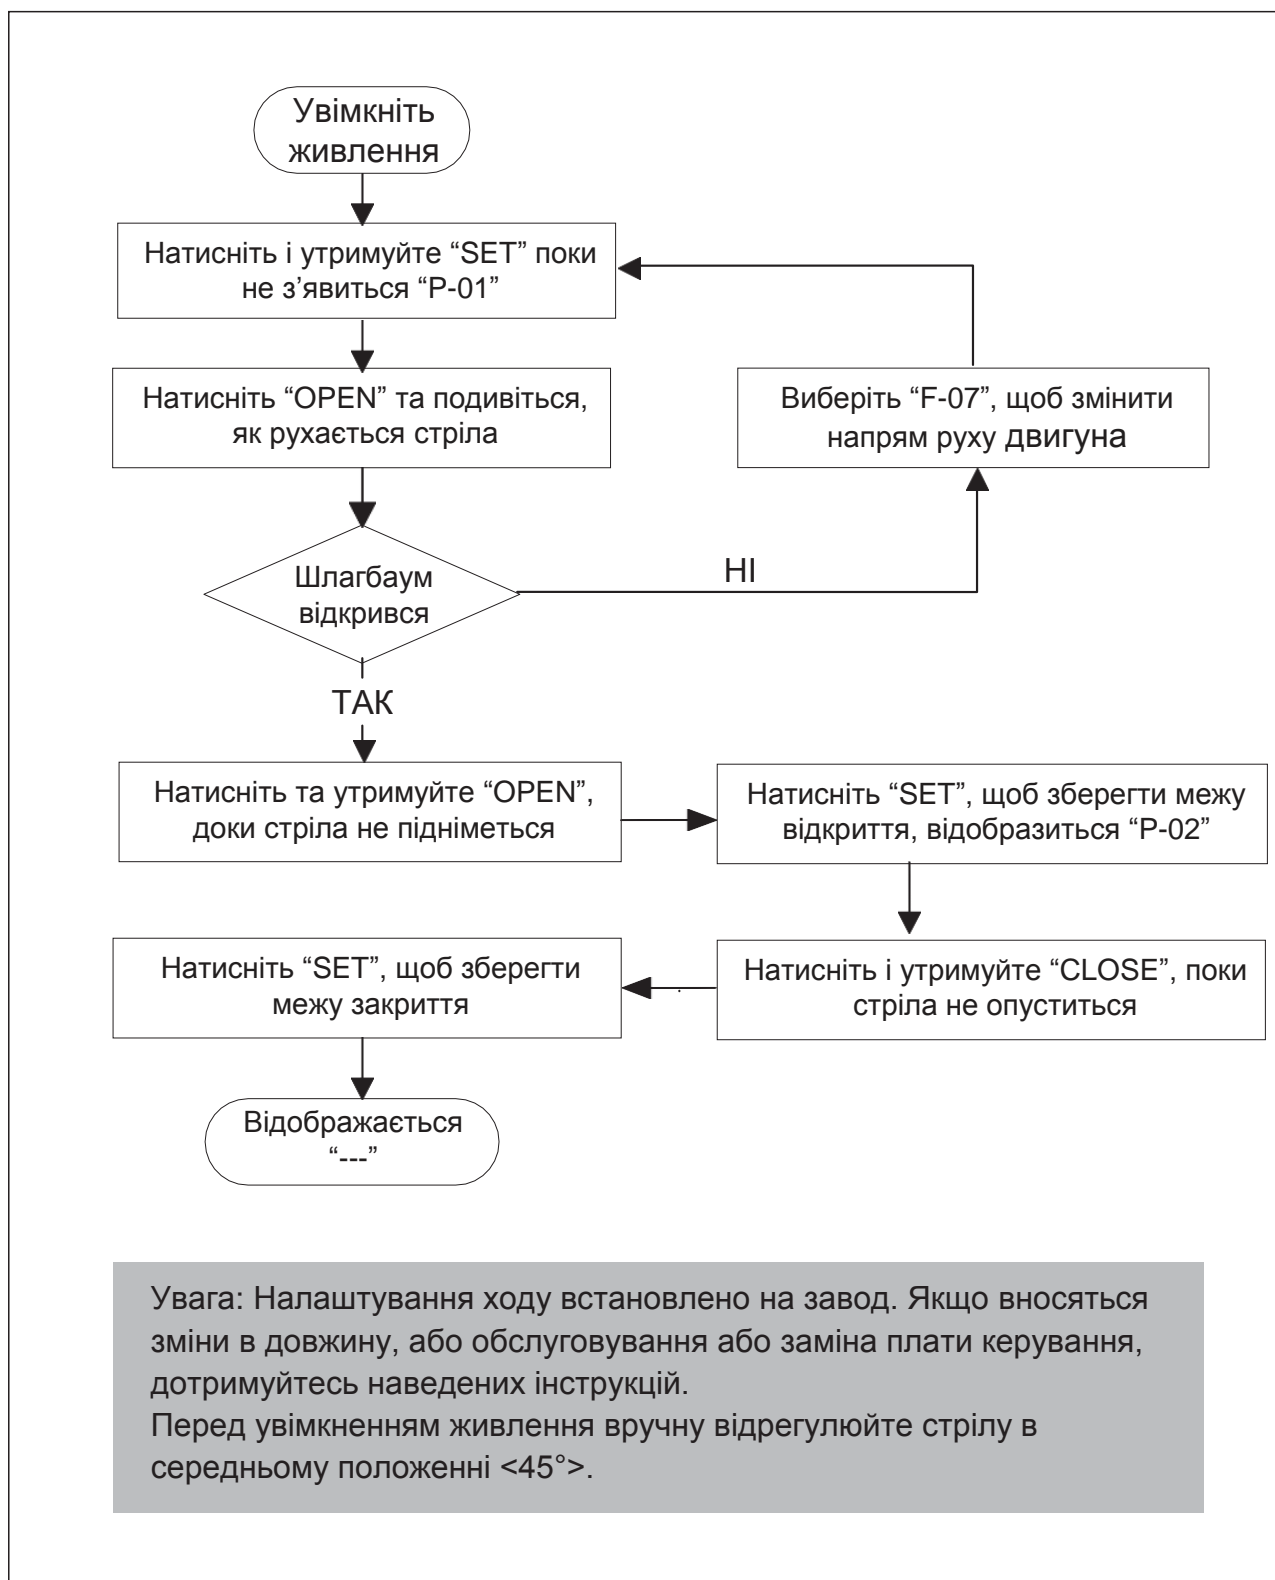 Увімкніть
живлення
Натисніть і утримуйте “SET” поки
не з’явиться “P-01”
Натисніть “OPEN” та подивіться,
як рухається стріла
Виберіть “F-07”, щоб змінити
напрям руху двигуна
Шлагбаум
відкрився
НІ
ТАК
Натисніть та утримуйте “OPEN”,
доки стріла не підніметься
Натисніть “SET”, щоб зберегти межу
відкриття, відобразиться “P-02”
Натисніть і утримуйте “CLOSE”, поки
стріла не опуститься
Натисніть “SET”, щоб зберегти
межу закриття
Відображається
“---”
Увага: Налаштування ходу встановлено на завод. Якщо вносяться
зміни в довжину, або обслуговування або заміна плати керування,
дотримуйтесь наведених інструкцій.
Перед увімкненням живлення вручну відрегулюйте стрілу в
середньому положенні <45°>.